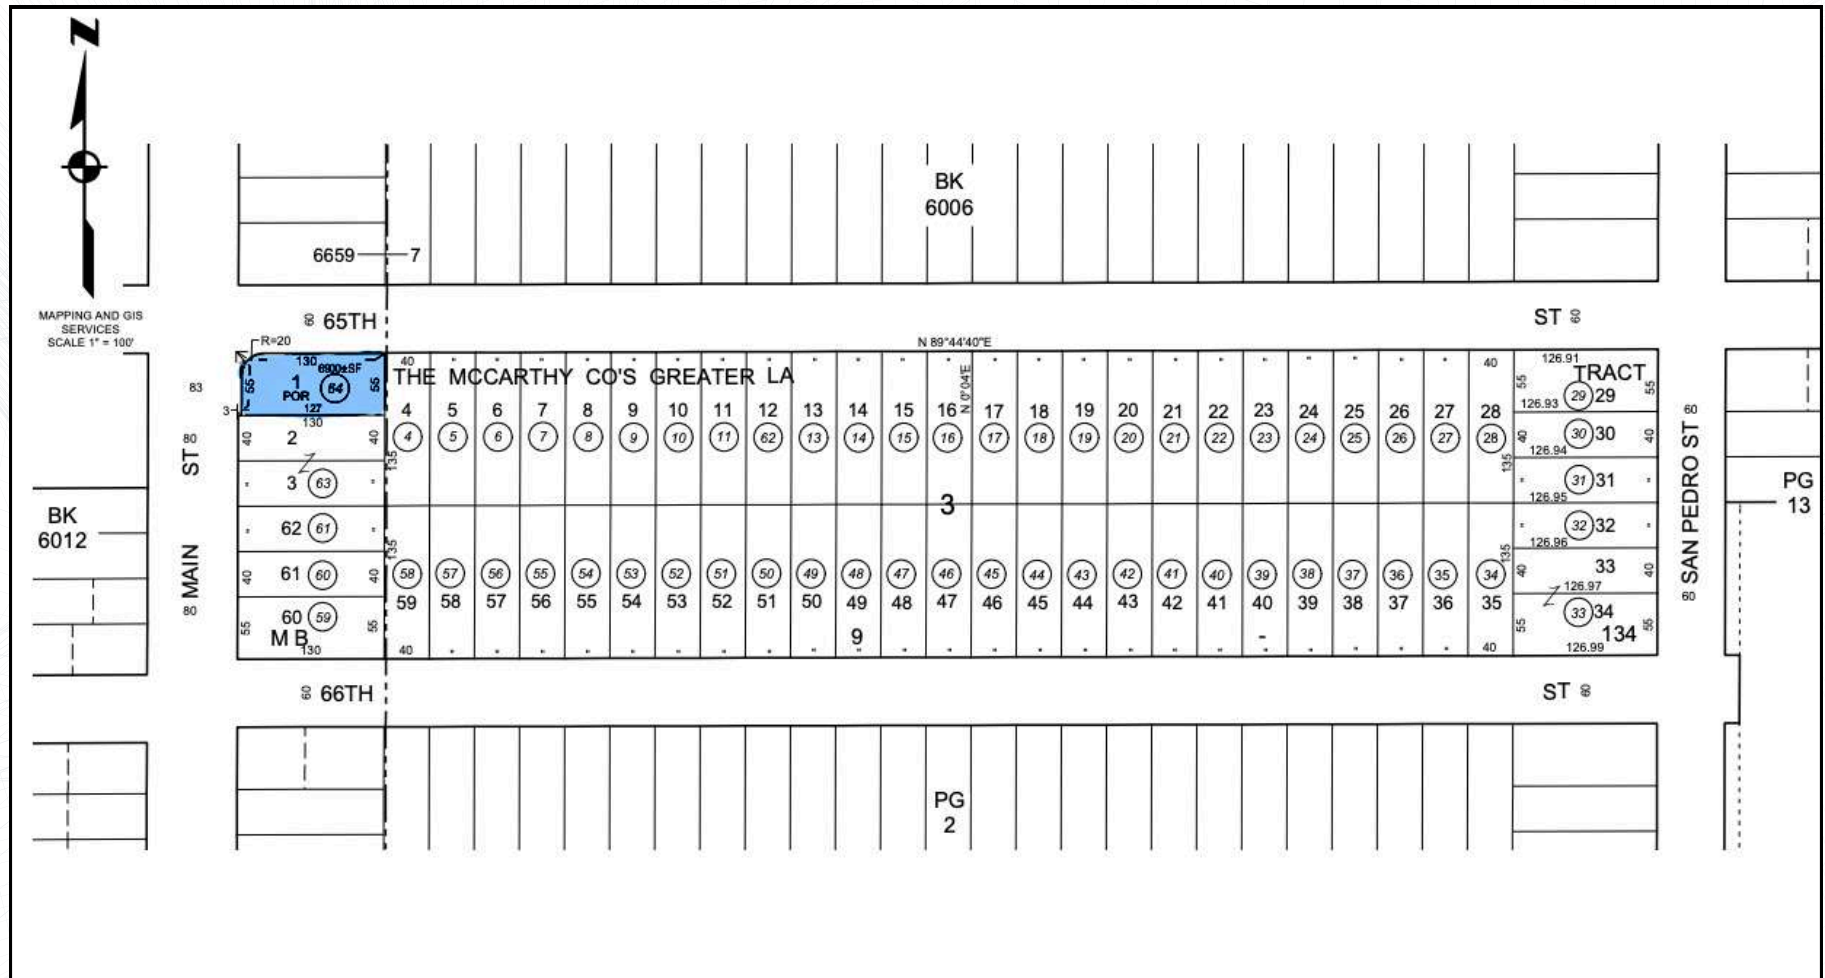 N
BK
6006
6659 7
MAPPING AND GIS
SERVICES
SCALE 1" = 100'
60 65TH
ST 60
R=20
N 89°44'40"E
130 6900±SF
40 " " " " " " " " " " " " " " " " " " " " " " " 40
126.91
83
55
1
64
POR
55
127
THE MCCARTHY CO'S GREATER LA
N 0°04'E
TRACT
55 29 29 55
126.93
3
130
4 5 6 7 8 9 10 11 12 13 14 15 16 17 18 19 20 21 22 23 24 25 26 27 28
60
80
40 2 40
4 5 6 7 8 9 10 11 62 13 14 15 16 17 18 19 20 21 22 23 24 25 26 27 28
40 30 30 40
126.94
ST
135
135
" 3 63 "
" 31 31 "
126.95
PG
13
BK
6012
3
" 62 61 "
" 32 32 "
126.96
135
135
SAN PEDRO ST
MAIN
40 61 60 40
58 57 56 55 54 53 52 51 50 49 48 47 46 45 44 43 42 41 40 39 38 37 36 35 34
40 33 40
126.97
80
60
59 58 57 56 55 54 53 52 51 50 49 48 47 46 45 44 43 42 41 40 39 38 37 36 35
55 60 59 55
55 33 34 55
M B
9
-
134
130
40 " " " " " " " " " " " " " " " " " " " " " " " 40
126.99
60 66TH
ST 60
PG
2